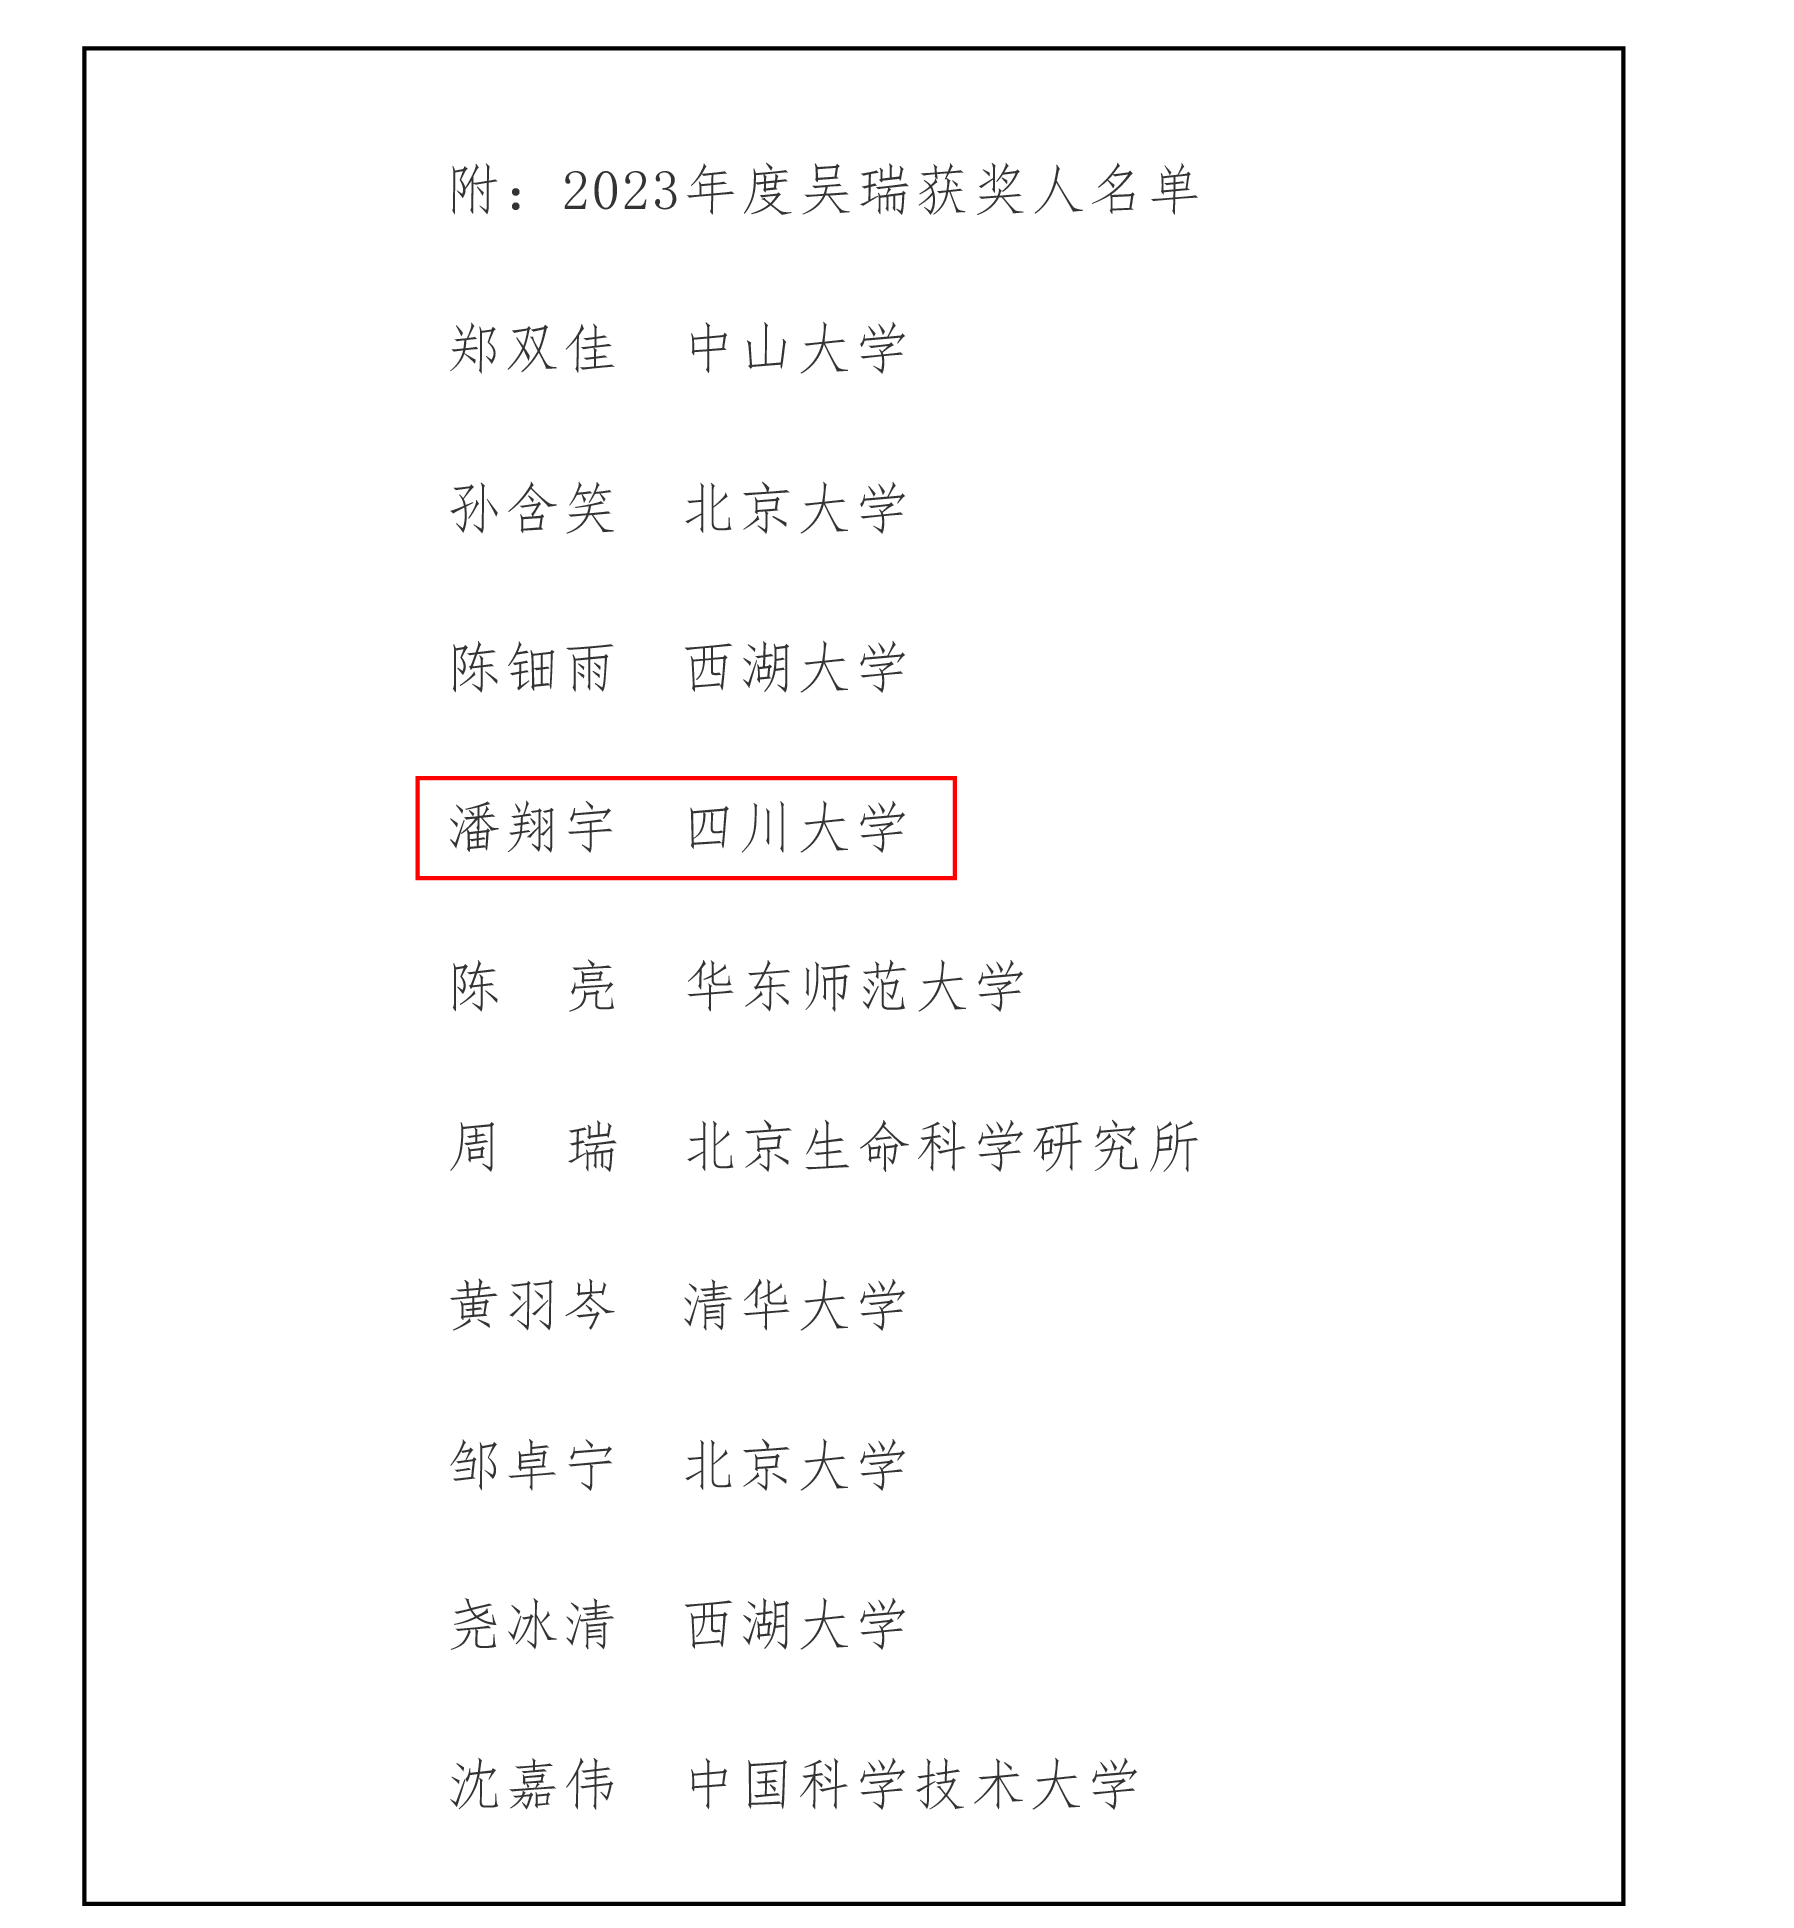 附：2023年度吴瑞获奖人名单
郑双佳　中山大学
孙含笑　北京大学
陈钿雨　西湖大学
潘翔宇　四川大学
陈　亮　华东师范大学
周　瑞　北京生命科学研究所
黄羽岑　清华大学
邹卓宁　北京大学
尧冰清　西湖大学
沈嘉伟　中国科学技术大学